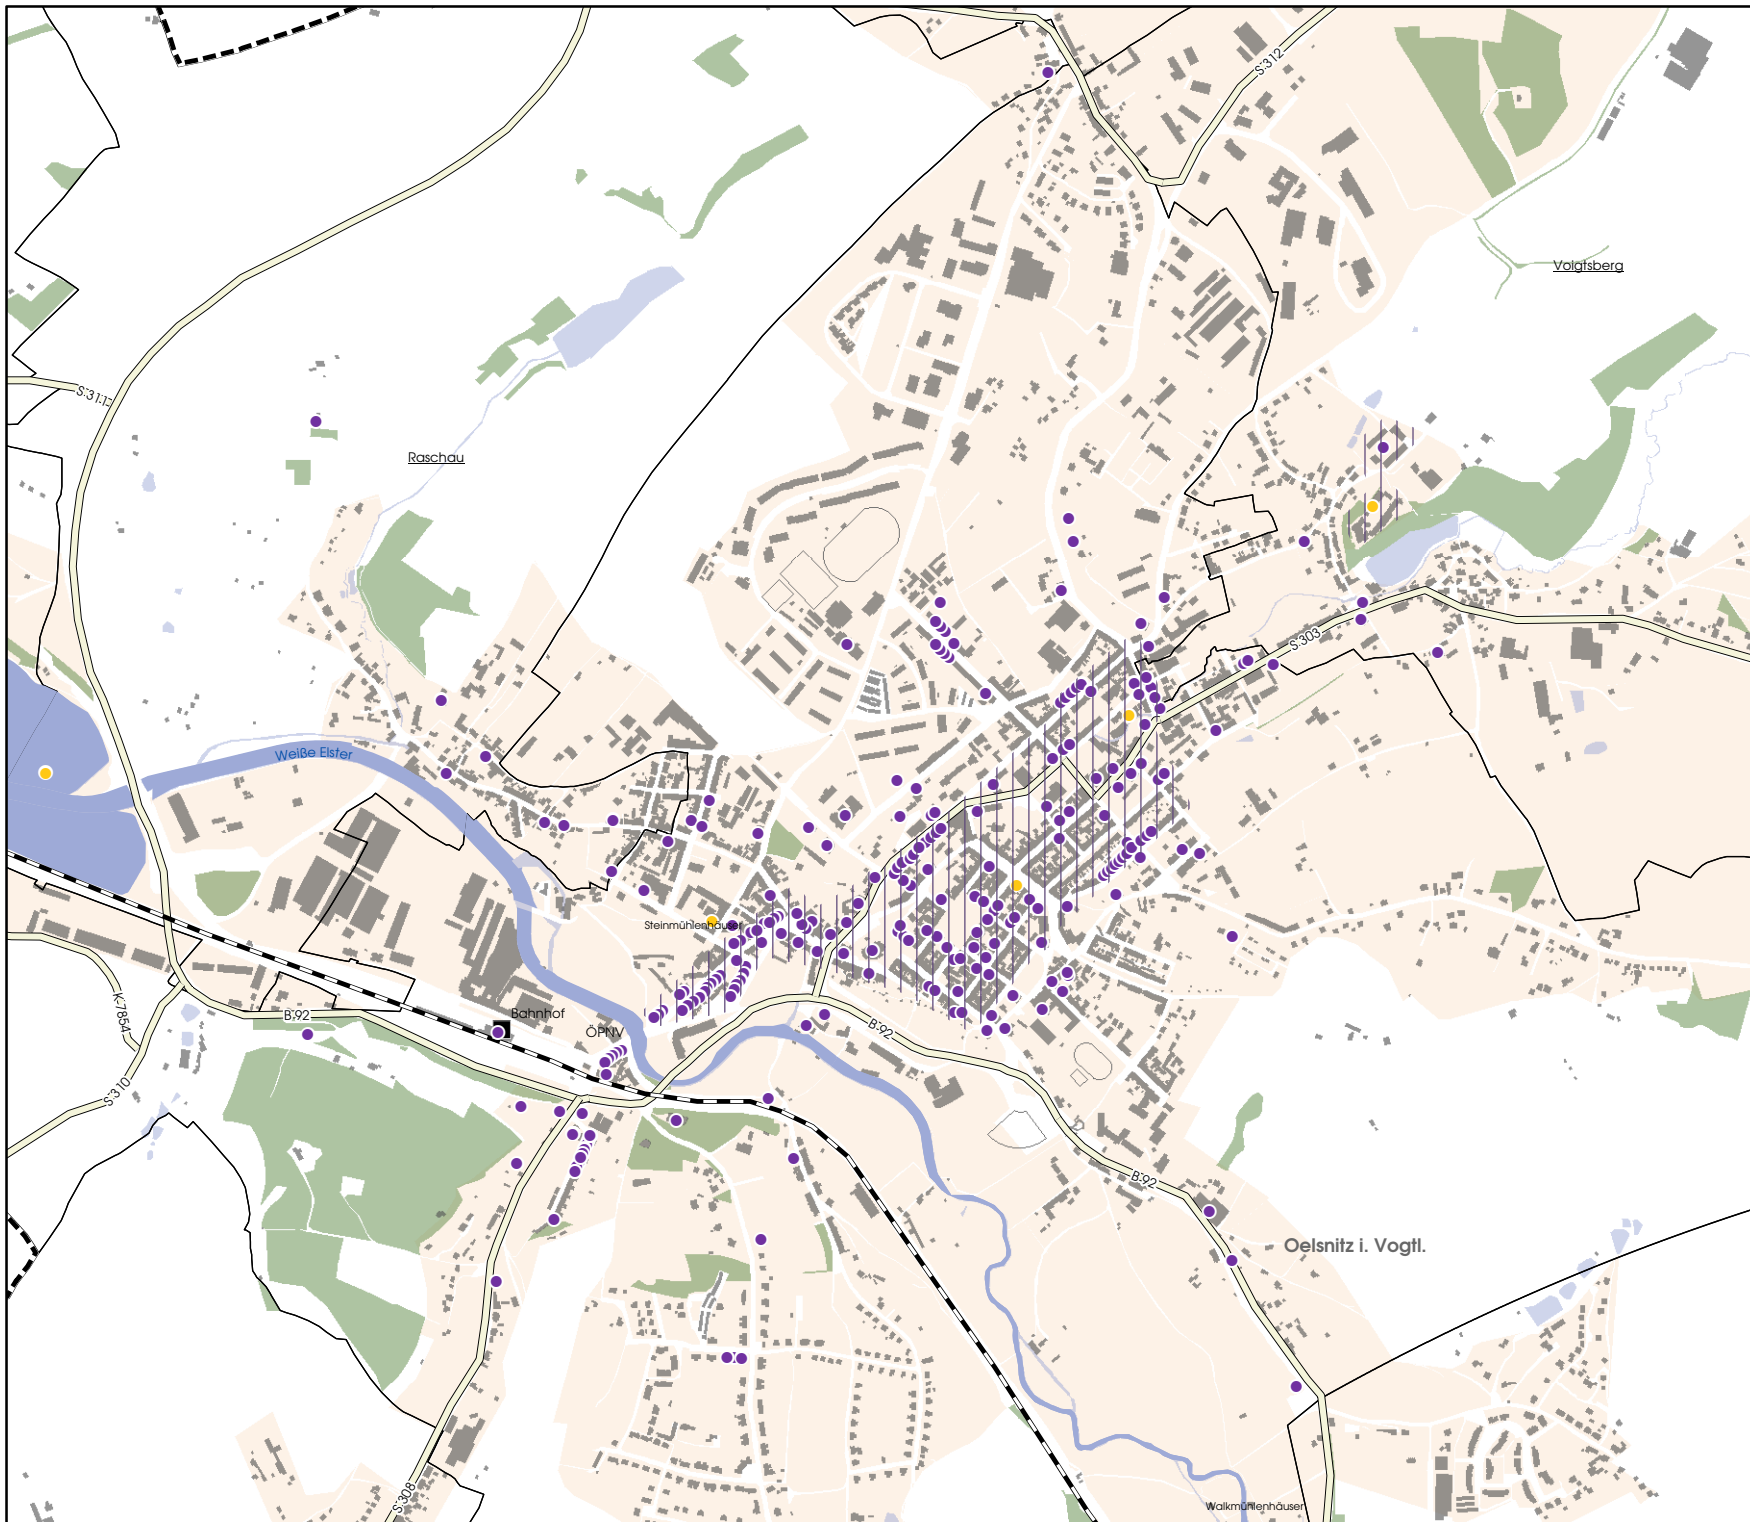 S 312
Voigtsberg
S 311
Raschau
S 303
Weiße Elster
Steinmühlenhäuser
K 7854
B 92
Bahnhof
ÖPNV
B 92
S 310
B 92
Oelsnitz i. Vogtl.
S 308
Walkmühlenhäuser